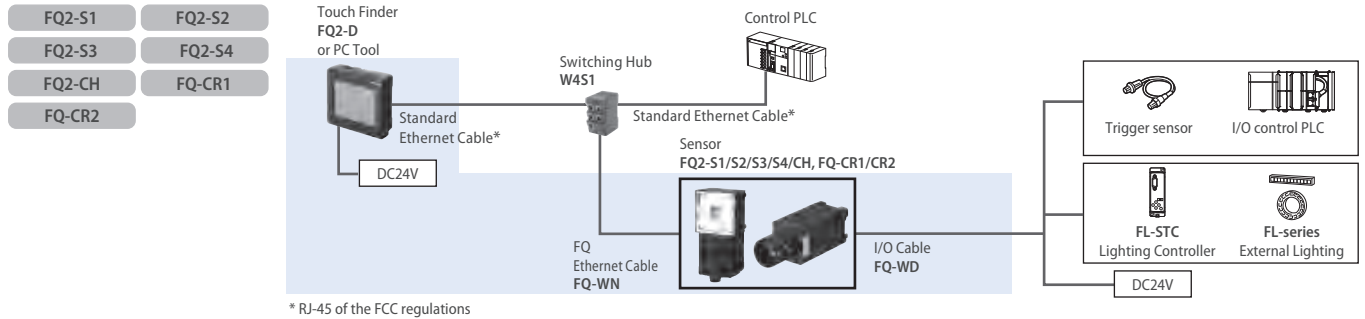 FQ2-S1 FQ2-S2
FQ2-S3 FQ2-S4
FQ2-CH FQ-CR1
FQ-CR2
Touch Finder
FQ2-D
or PC Tool
Standard
Ethernet Cable*
DC24V
Switching Hub
W4S1
Control PLC
Standard Ethernet Cable*
Sensor
FQ2-S1/S2/S3/S4/CH, FQ-CR1/CR2
FQ
Ethernet Cable
FQ-WN
I/O Cable
FQ-WD
Trigger sensor
I/O control PLC
FL-STC
Lighting Controller
FL-series
External Lighting
DC24V
* RJ-45 of the FCC regulations